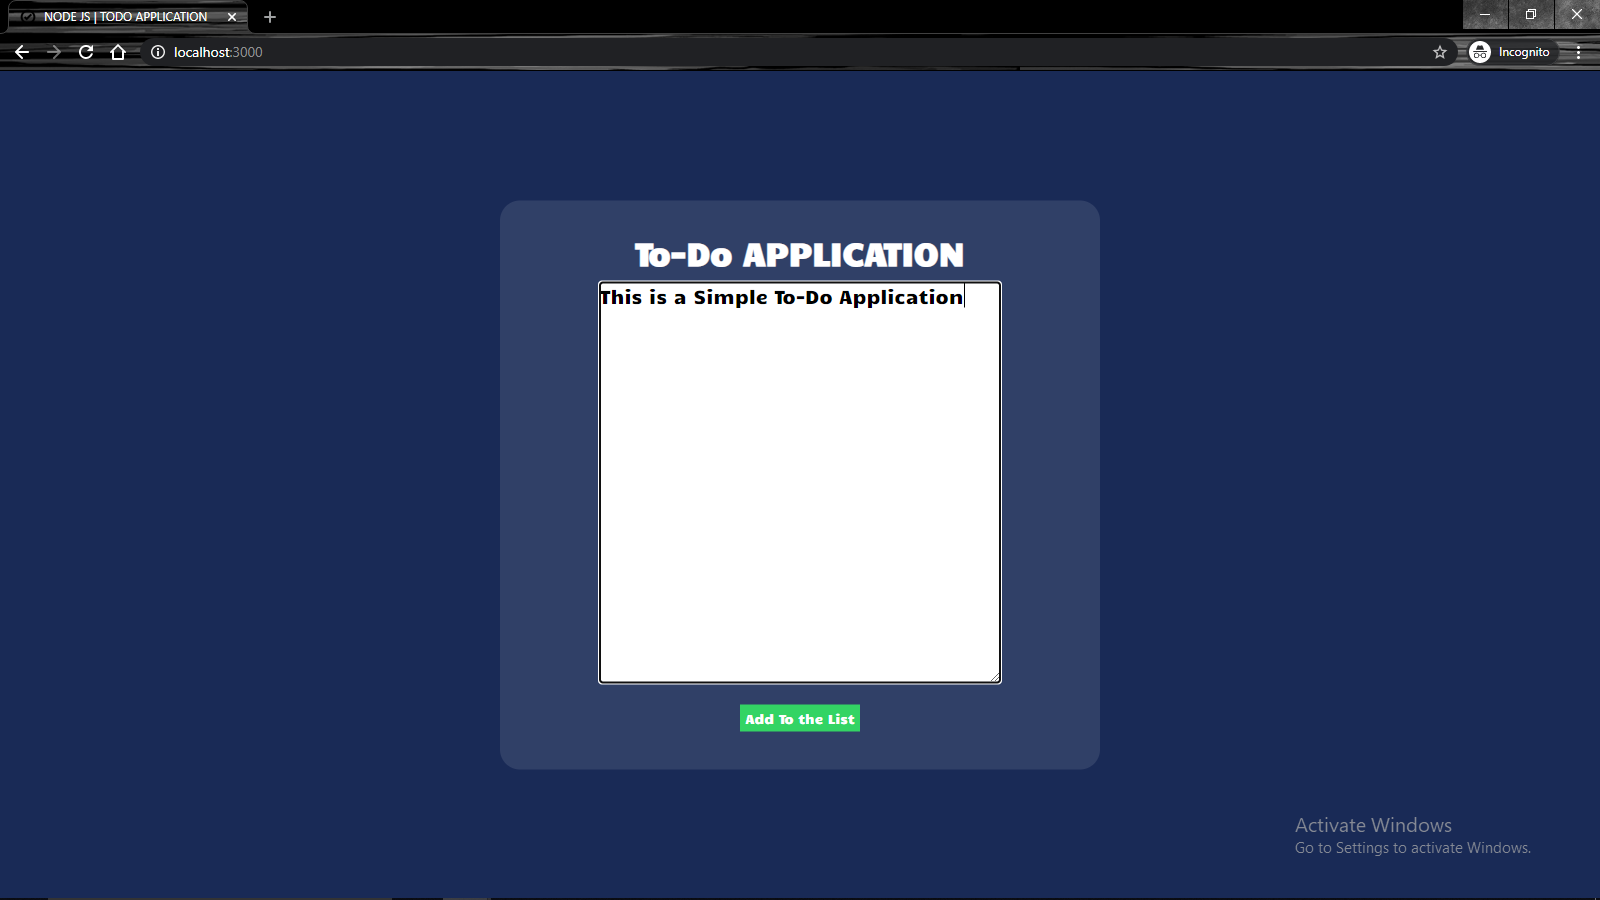 NODE JS | TODO APPLICATION
localhost:3000
Incognito
To-Do APPLICATION
This is a Simple To-Do Application
Add To the List
Activate Windows
Go to Settings to activate Windows.